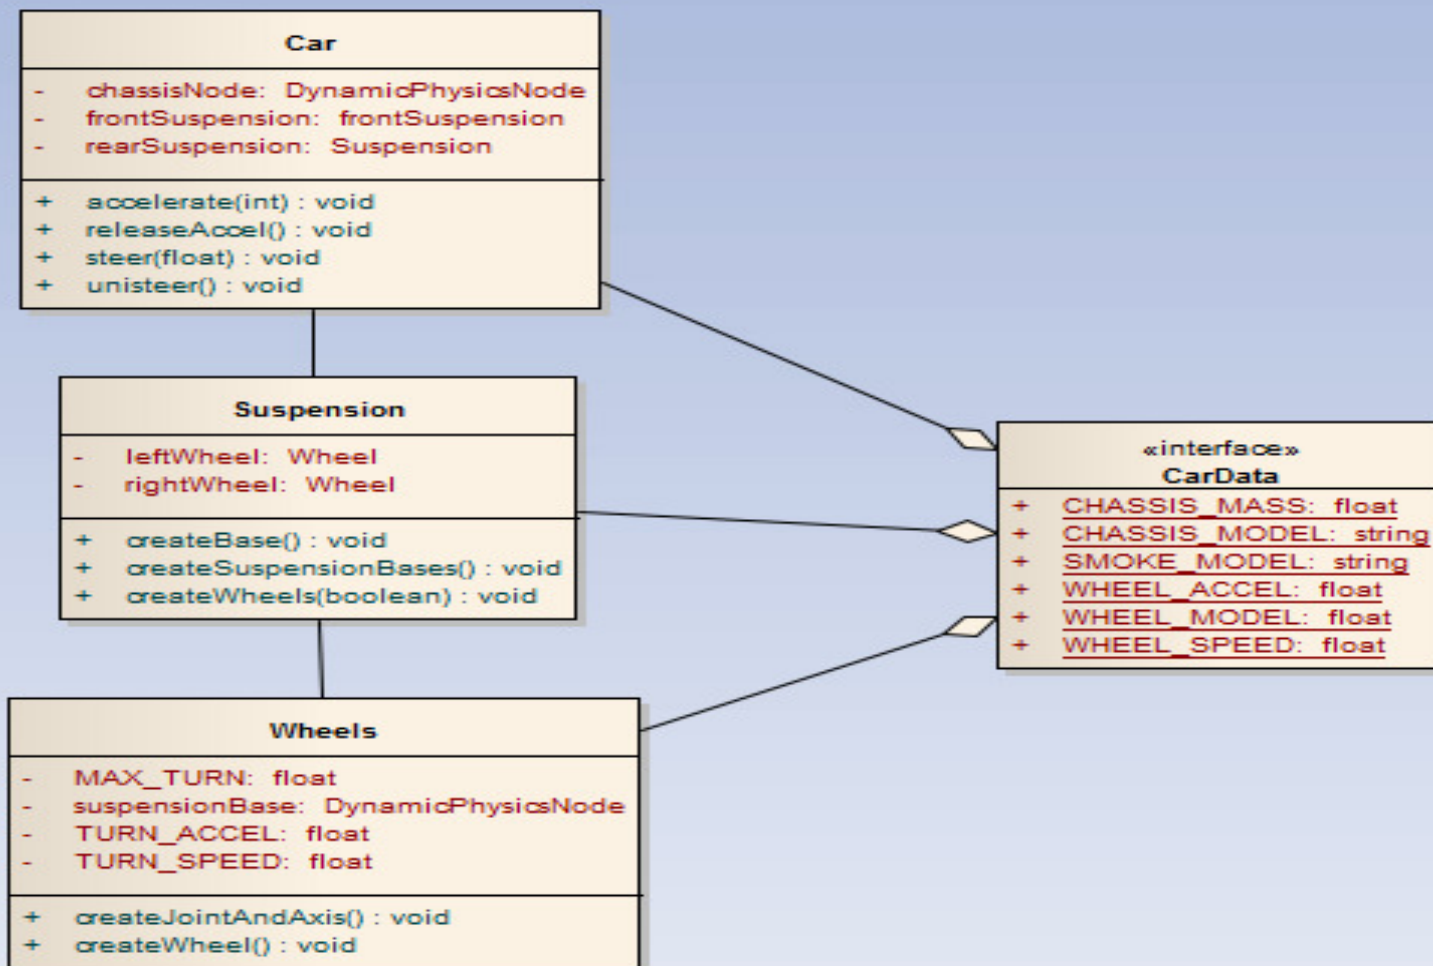 Car
- chassisNode: DynamicPhysicsNode
- frontSuspension: frontSuspension
- rearSuspension: Suspension
+ accelerate(int) : void
+ releaseAccel() : void
+ steer(float) : void
+ unisteer() : void
Suspension
- leftWheel: Wheel
- rightWheel: Wheel
+ createBase() : void
+ createSuspensionBases() : void
+ createWheels(boolean) : void
«interface»
CarData
+ CHASSIS_MASS: float
+ CHASSIS_MODEL: string
+ SMOKE_MODEL: string
+ WHEEL_ACCEL: float
+ WHEEL_MODEL: float
+ WHEEL_SPEED: float
Wheels
- MAX_TURN: float
- suspensionBase: DynamicPhysicsNode
- TURN_ACCEL: float
- TURN_SPEED: float
+ createJointAndAxis() : void
+ createWheel() : void